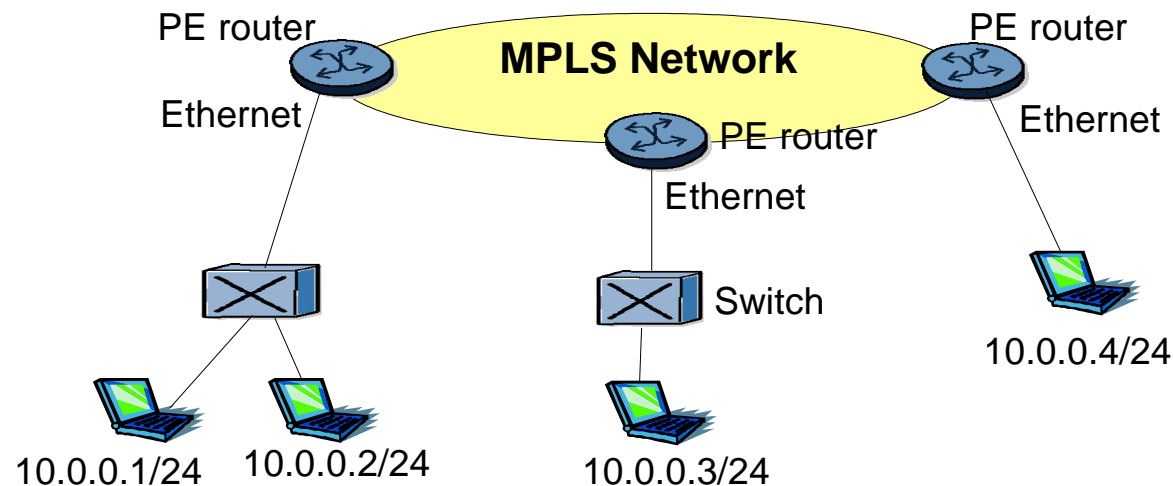 PE router
PE router
MPLS Network
Ethernet
Ethernet
PE router
Ethernet
Switch
10.0.0.4/24
10.0.0.1/24
10.0.0.2/24
10.0.0.3/24